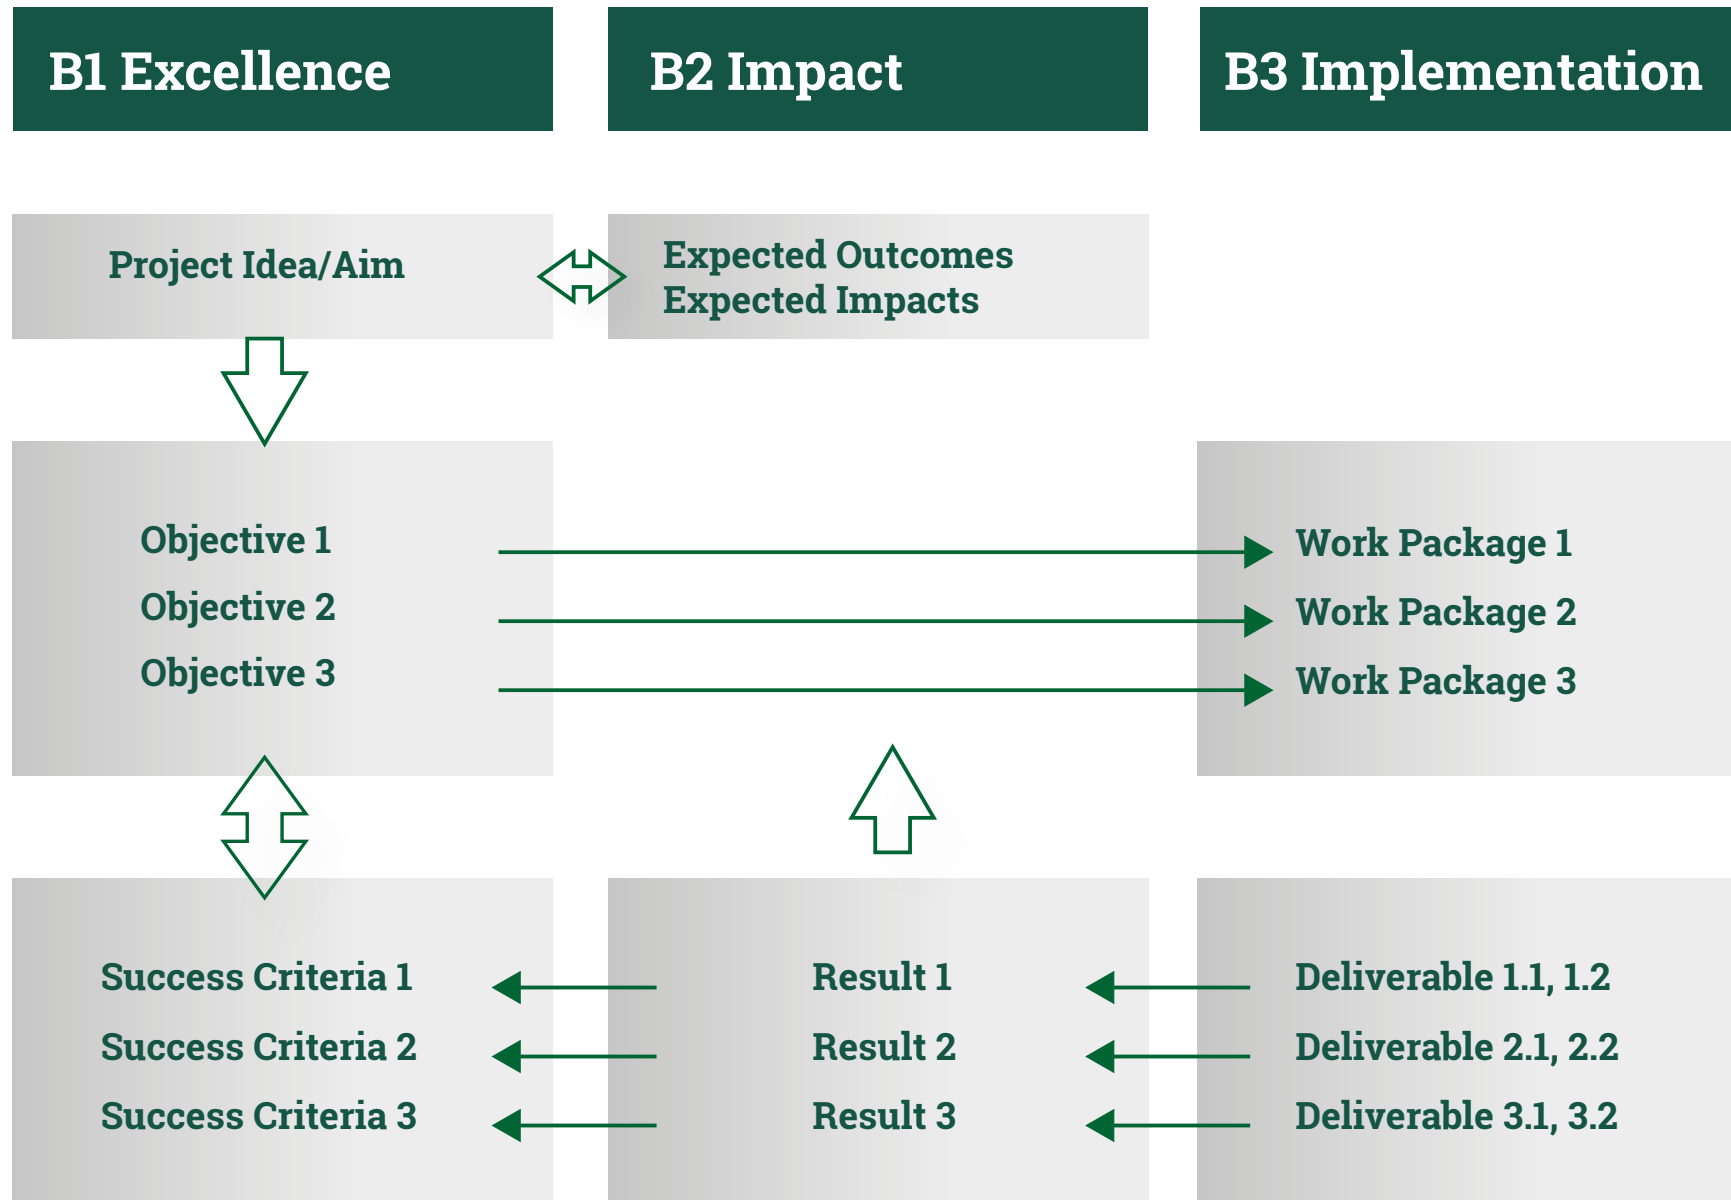 B1 Excellence
B2 Impact
B3 Implementation
Project Idea/Aim
Expected Outcomes
Expected Impacts
Objective 1
Objective 2
Objective 3
Work Package 1
Work Package 2
Work Package 3
Success Criteria 1
Success Criteria 2
Success Criteria 3
Result 1
Result 2
Result 3
Deliverable 1.1, 1.2
Deliverable 2.1, 2.2
Deliverable 3.1, 3.2